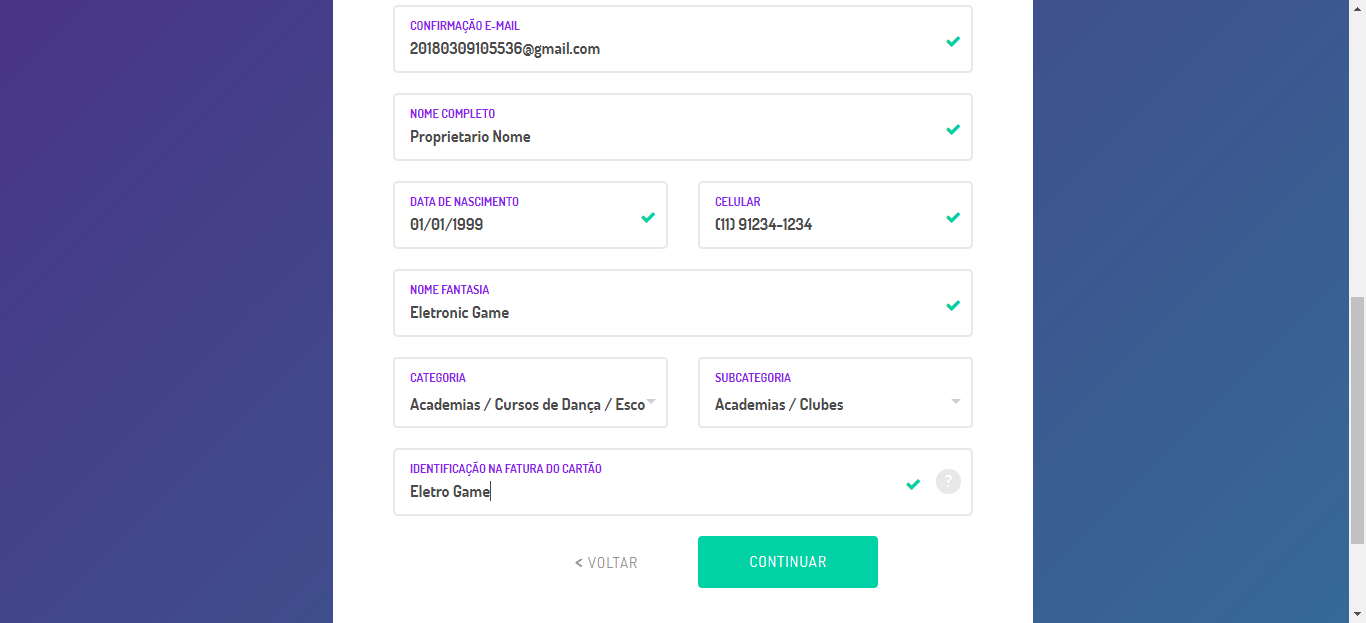 CONFIRMAÇÃO E-MAIL
20180309105536@gmail.com
NOME COMPLETO
Proprietario Nome
DATA DE NASCIMENTO
01/01/1999
CELULAR
(11) 91234-1234
NOME FANTASIA
Eletronic Game
CATEGORIA
Academias / Cursos de Dança / Esco
SUBCATEGORIA
Academias / Clubes
IDENTIFICAÇÃO NA FATURA DO CARTÃO
Eletro Game
?
< VOLTAR
CONTINUAR